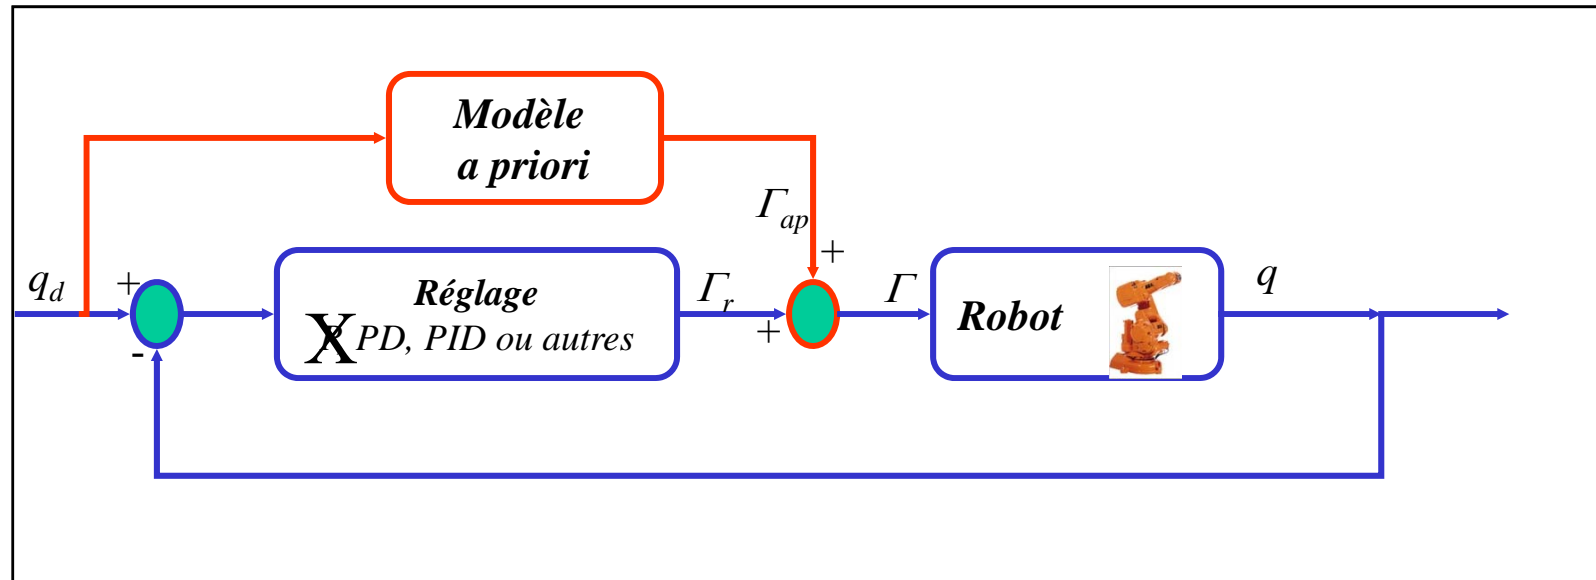 Modèle
a priori
Γap
+
qd
+
Réglage
X PD, PID ou autres
Γr
+
Γ
Robot
q
-